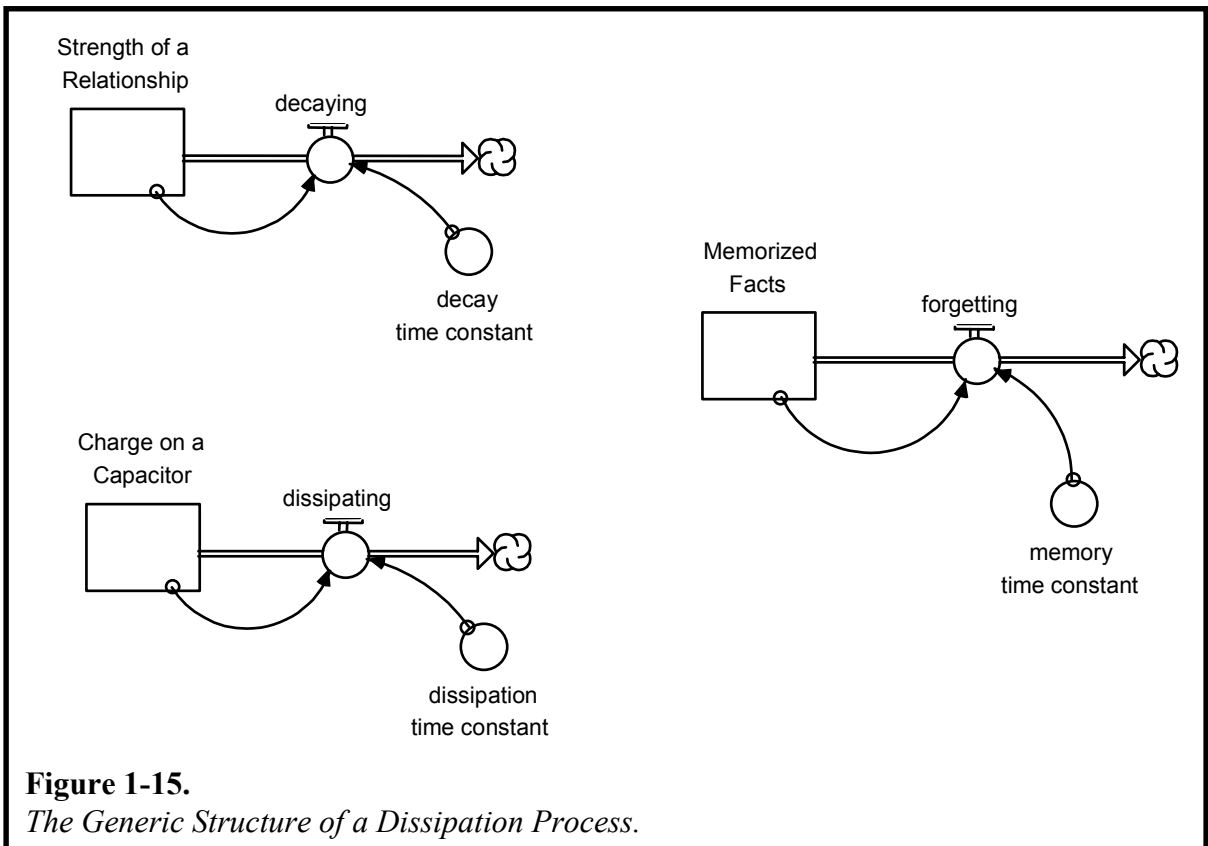 Strength of a
Relationship
decaying
decay
time constant
Memorized
Facts
forgetting
memory
time constant
Charge on a
Capacitor
dissipating
dissipation
time constant
Figure 1-15.
The Generic Structure of a Dissipation Process.